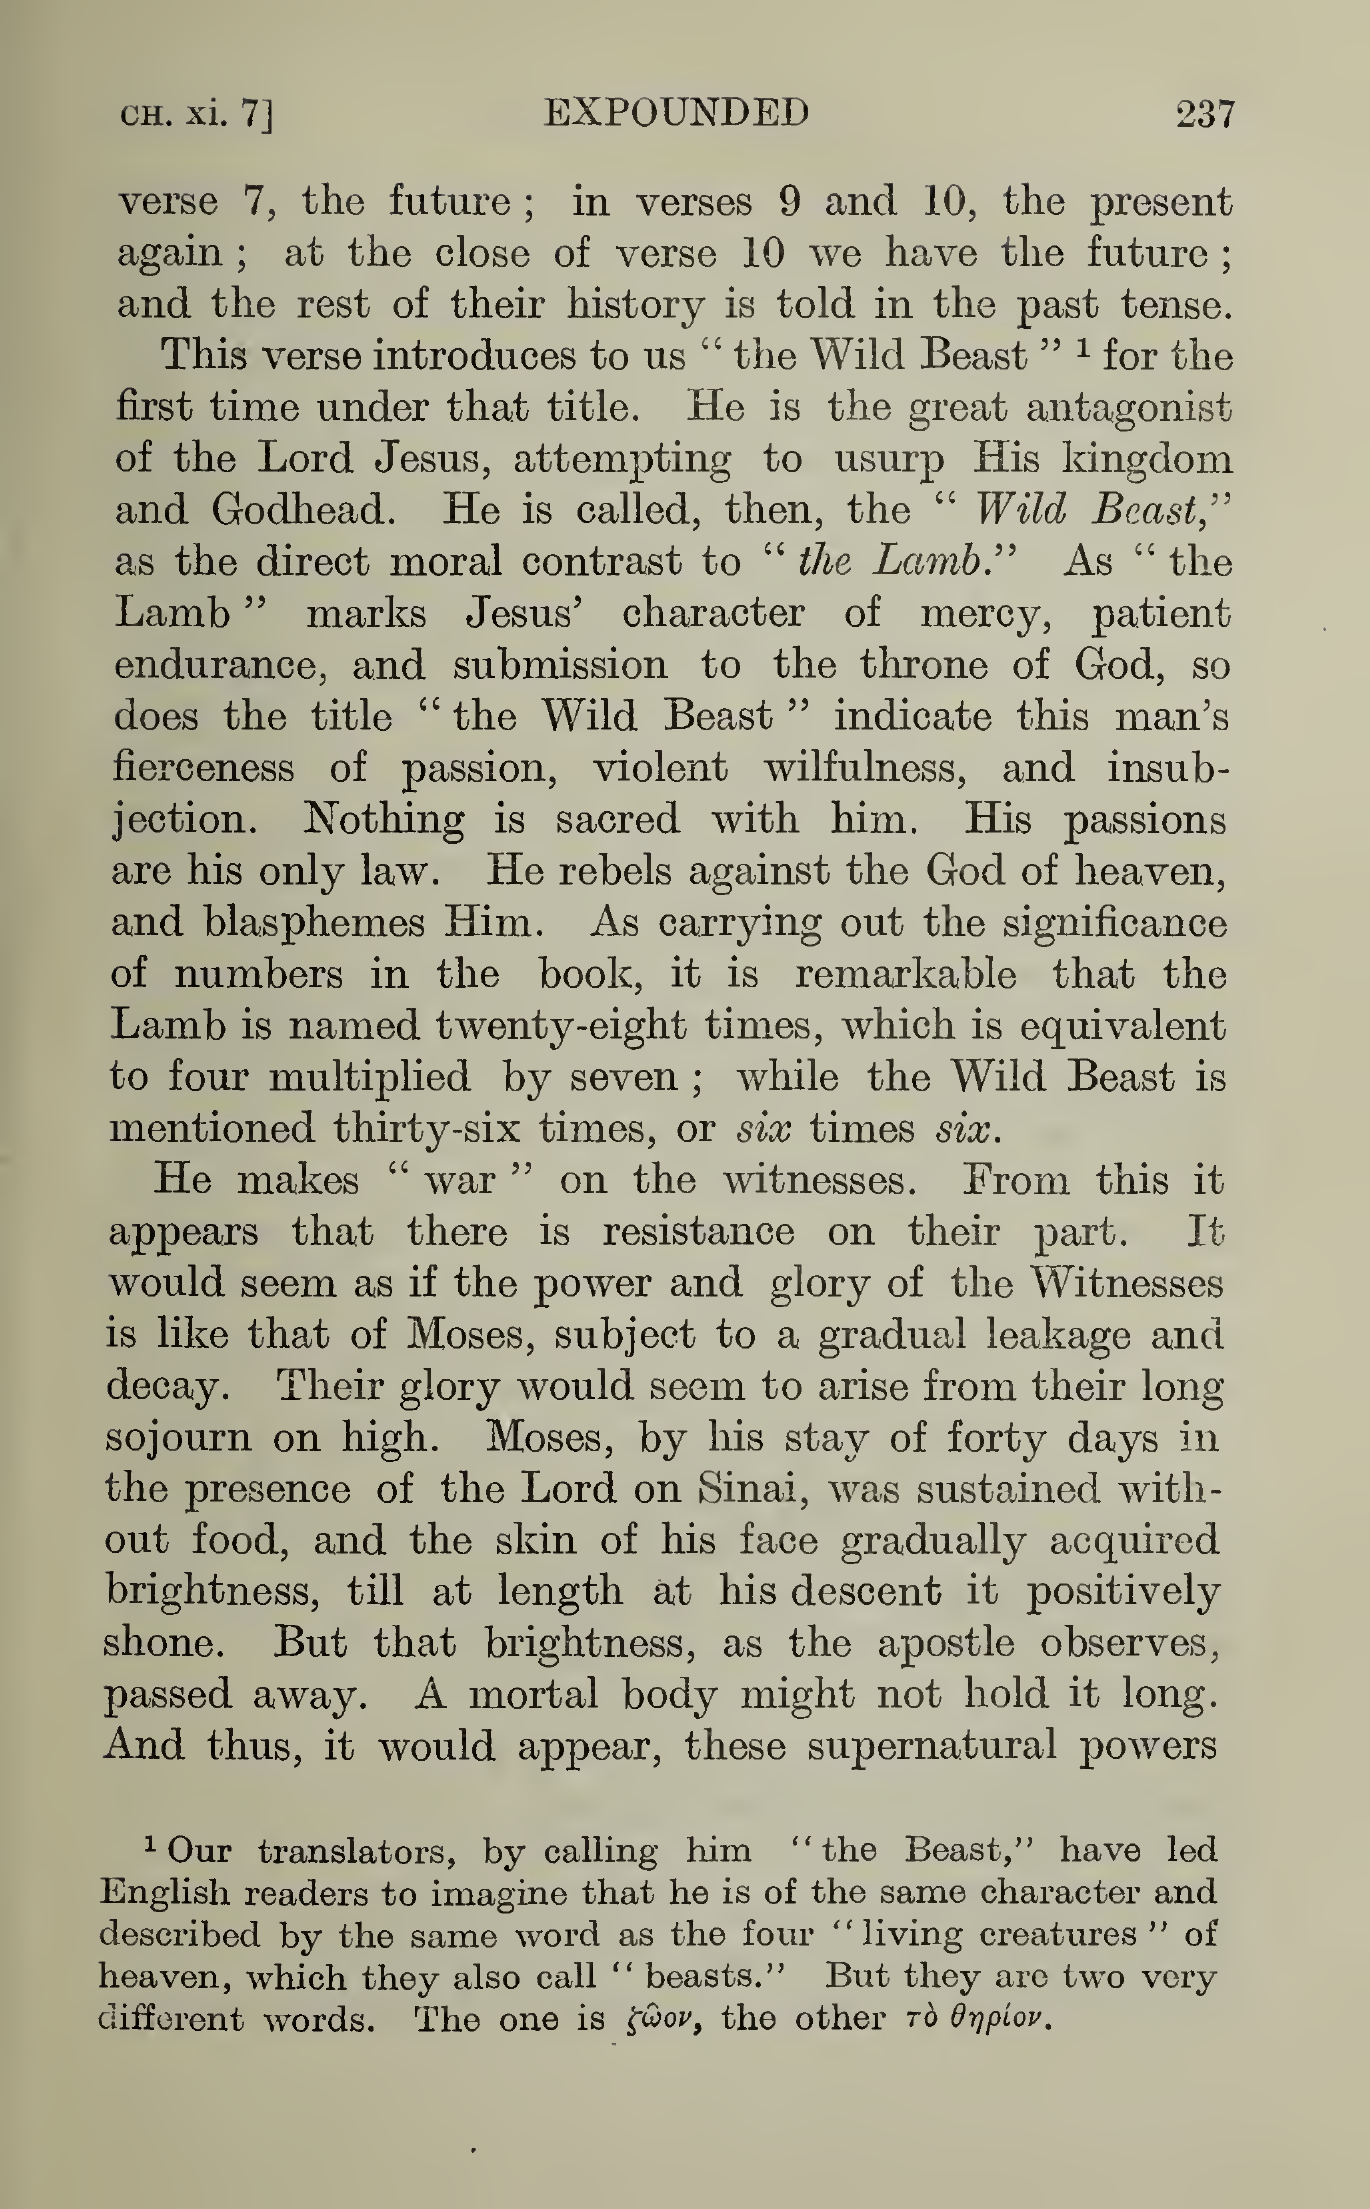 CH. xi. 7] EXPOUNDED 237
verse 7, the future ; in verses 9 and 10, the present
again ; at the close of verse 10 we have the future ;
and the rest of their history is told in the past tense.
This verse introduces to us “ the Wild Beast ” ¹ for the
first time under that title. He is the great antagonist
of the Lord Jesus, attempting to usurp His kingdom
and Godhead. He is called, then, the “ Wild Beast,”
as the direct moral contrast to “ the Lamb.” As “ the
Lamb ” marks Jesus’ character of mercy, patient
endurance, and submission to the throne of God, so
does the title “ the Wild Beast ” indicate this man’s
fierceness of passion, violent wilfulness, and insub-
jection. Nothing is sacred with him. His passions
are his only law. He rebels against the God of heaven,
and blasphemes Him. As carrying out the significance
of numbers in the book, it is remarkable that the
Lamb is named twenty-eight times, which is equivalent
to four multiplied by seven ; while the Wild Beast is
mentioned thirty-six times, or six times six.
He makes “ war ” on the witnesses. From this it
appears that there is resistance on their part. It
would seem as if the power and glory of the Witnesses
is like that of Moses, subject to a gradual leakage and
decay. Their glory would seem to arise from their long
sojourn on high. Moses, by his stay of forty days in
the presence of the Lord on Sinai, was sustained with-
out food, and the skin of his face gradually acquired
brightness, till at length at his descent it positively
shone. But that brightness, as the apostle observes,
passed away. A mortal body might not hold it long.
And thus, it would appear, these supernatural powers
¹ Our translators, by calling him “the Beast,” have led
English readers to imagine that he is of the same character and
described by the same word as the four “living creatures ” of
heaven, which they also call “ beasts.” But they are two very
different words. The one is ζῶον, the other τὸ θηρίον.